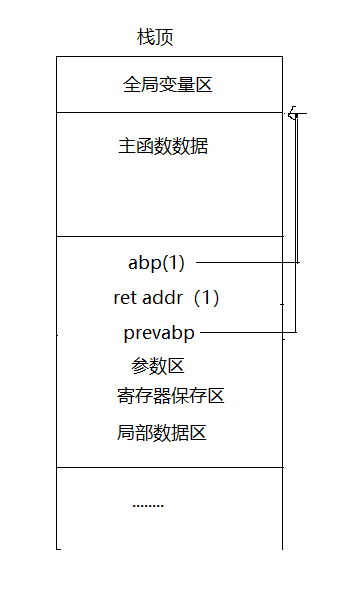 栈顶
全局变量区
主函数数据
abp(1)
ret addr（1）
prevabp
参数区
寄存器保存区
局部数据区
........